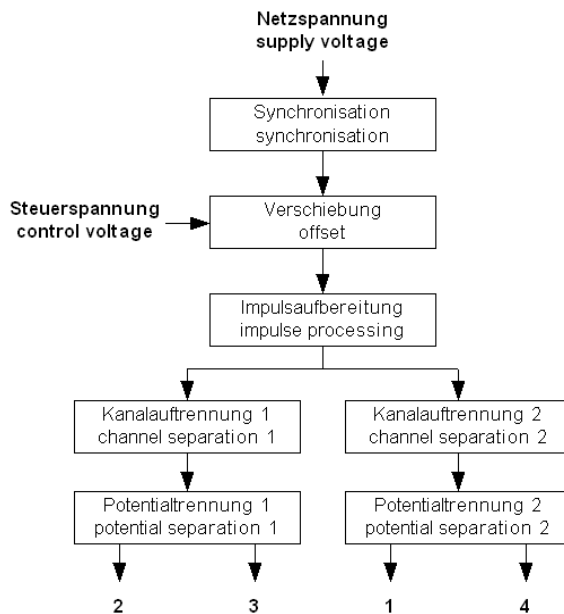 Netzspannung
supply voltage
Synchronisation
synchronisation
Steuerspannung
control voltage
Verschiebung
offset
Impulsaufbereitung
impulse processing
Kanalauftrennung 1
channel separation 1
Kanalauftrennung 2
channel separation 2
Potentialtrennung 1
potential separation 1
Potentialtrennung 2
potential separation 2
2
3
1
4